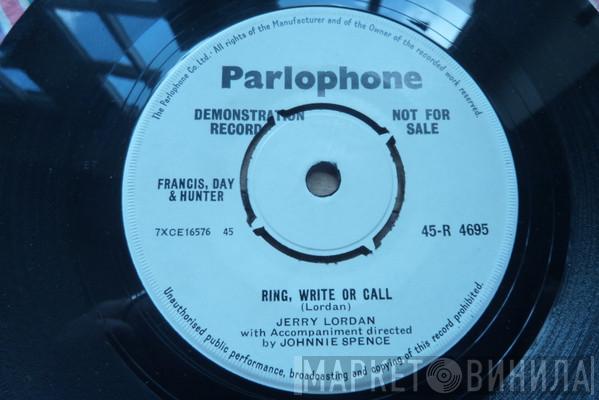 The Parlophone Co. Ltd - All rights of the Manufacturer and of the Owner of the recorded work reserved.
Parlophone
DEMONSTRATION RECORD
NOT FOR SALE
FRANCIS, DAY & HUNTER
7XCE16576 45
45-R 4695
RING, WRITE OR CALL
(Lordan)
JERRY LORDAN
with Accompaniment directed
by JOHNNIE SPENCE
Unauthorised public performance, broadcasting and copying of this record prohibited.
МАРКЕТ ВИНИЛА